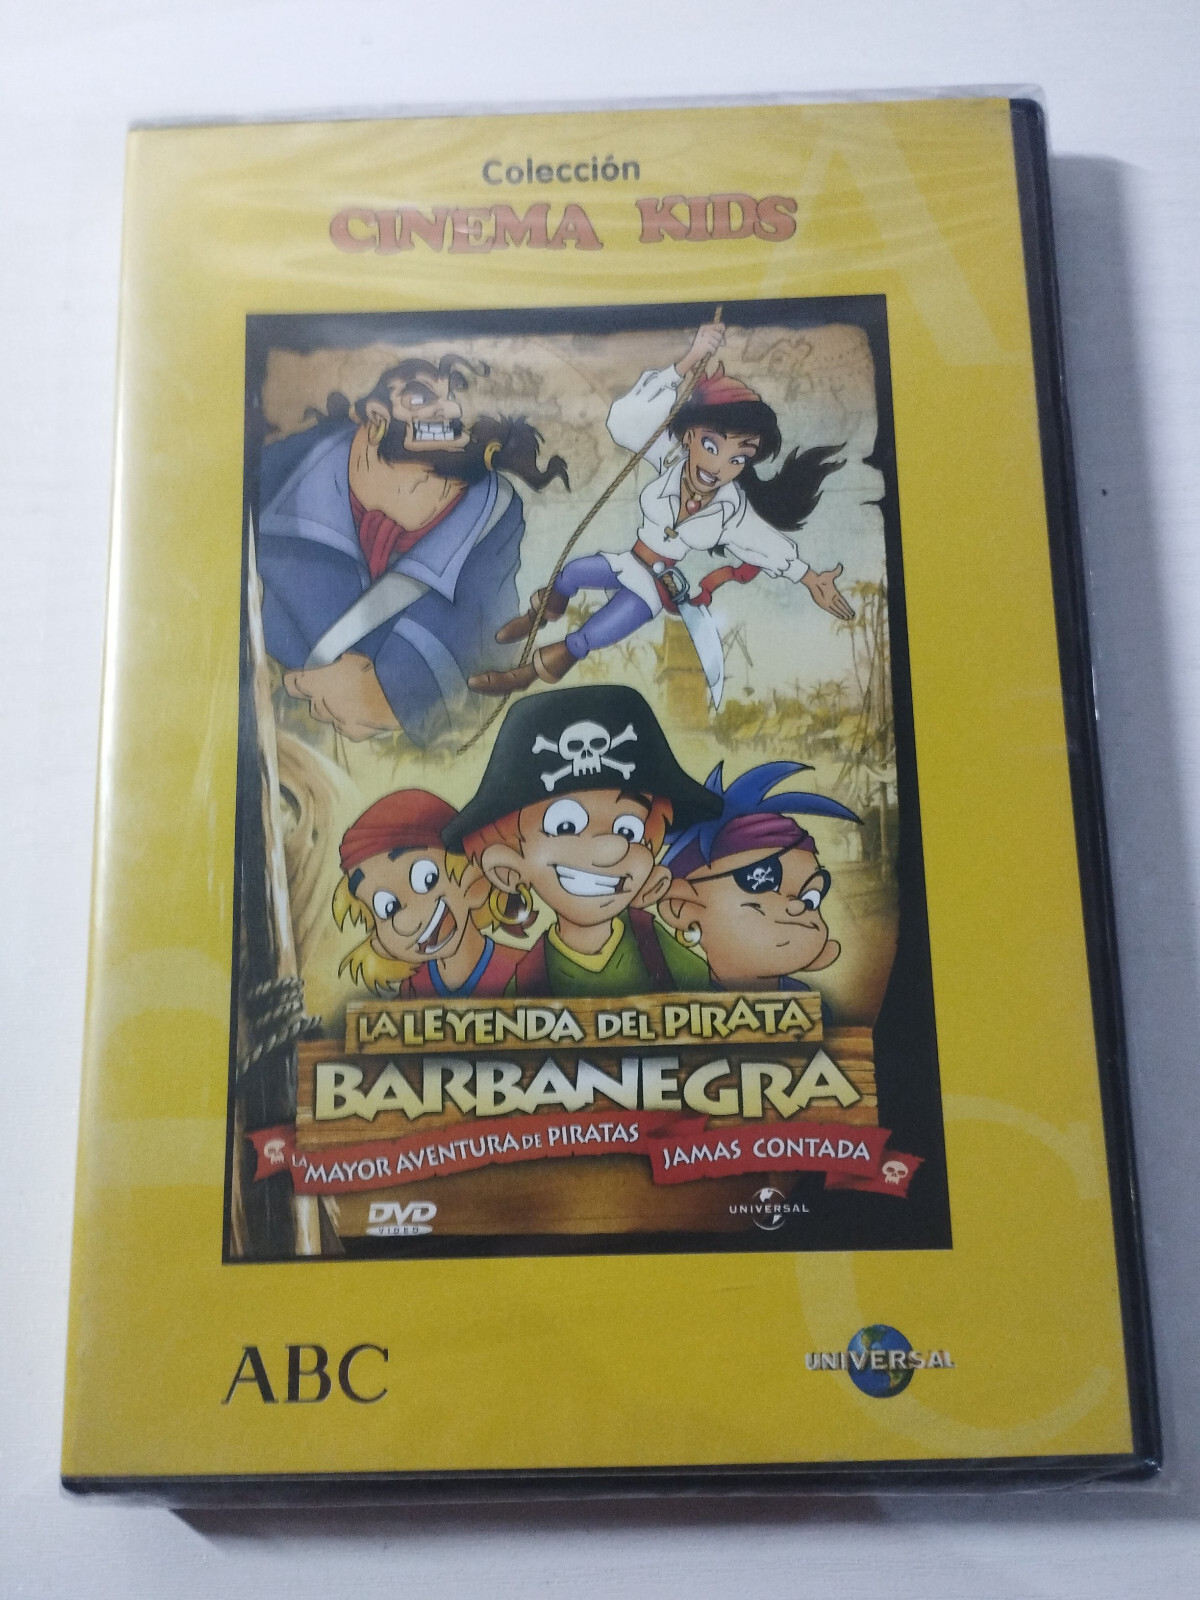 Colección
CINEMA KIDS
LA LEYENDA DEL PIRATA
BARBANEGRA
LA MAYOR AVENTURA DE PIRATAS JAMAS CONTADA
DVD
VIDEO
UNIVERSAL
ABC
UNIVERSAL